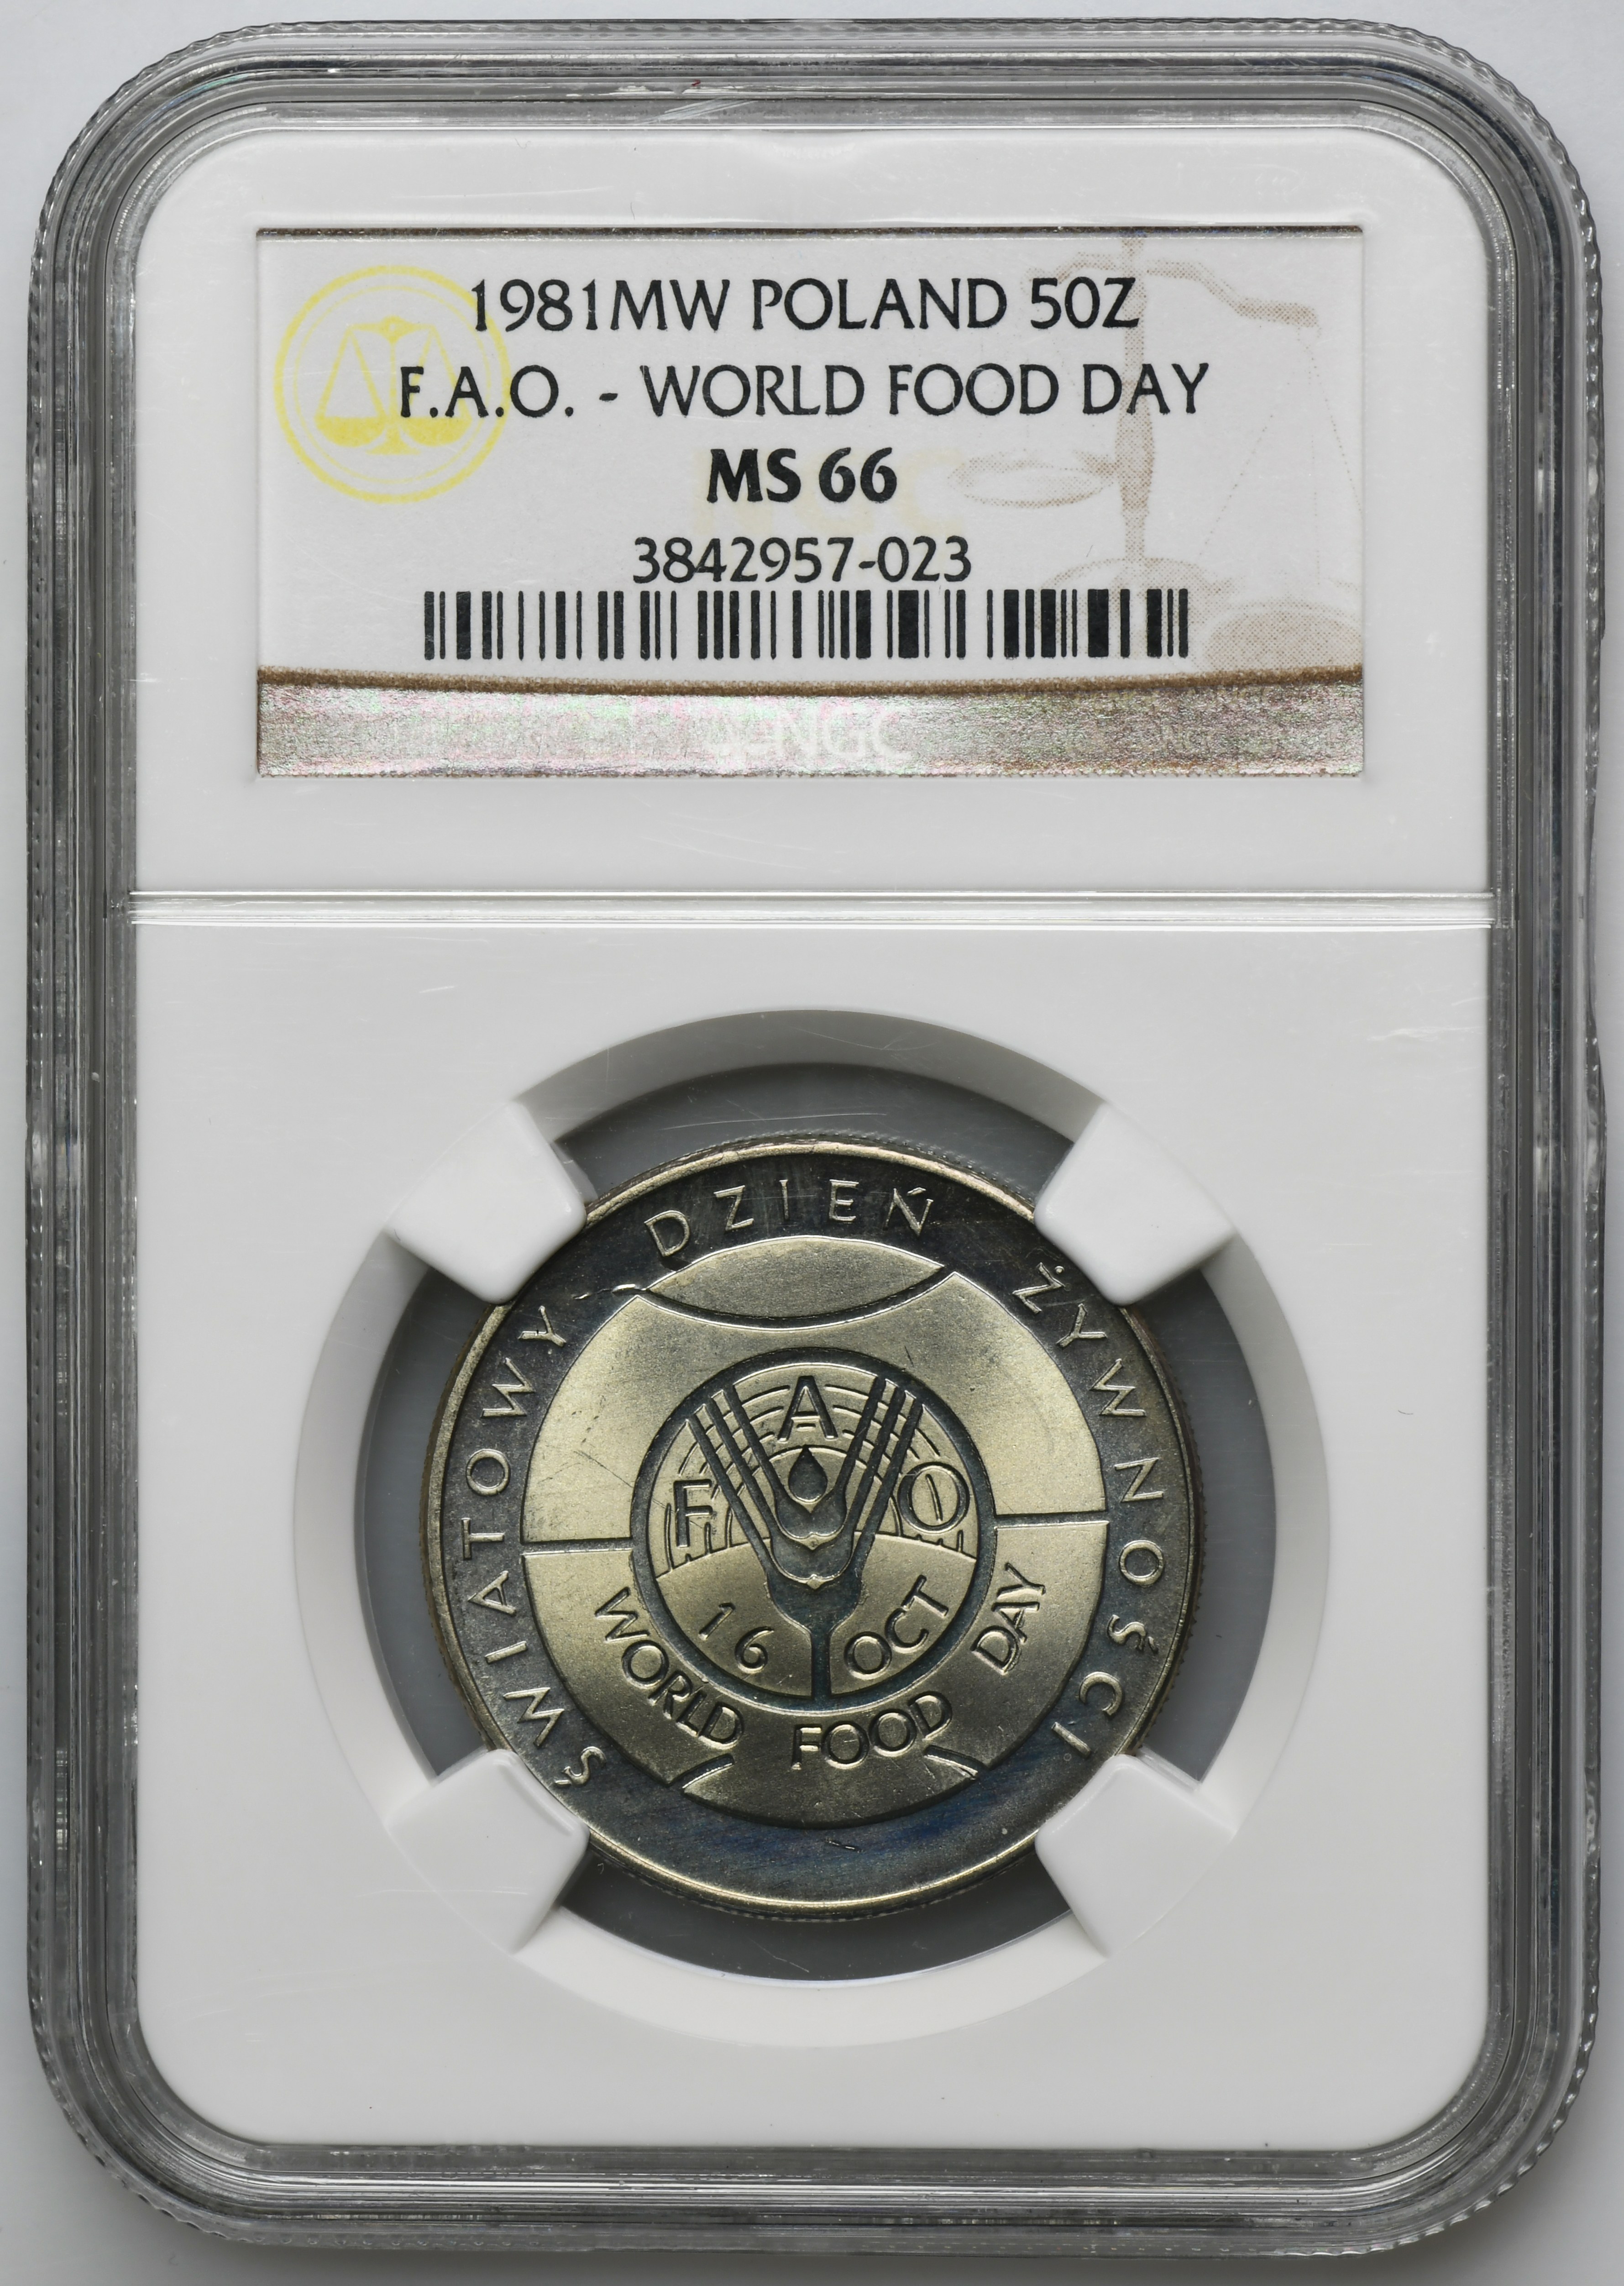 1981MW POLAND 50Z
F.A.O. - WORLD FOOD DAY
MS 66
3842957-023
NGC
ŚWIATOWY DZIEŃ ŻYWNOŚCI
F A O
16 OCT
WORLD FOOD DAY